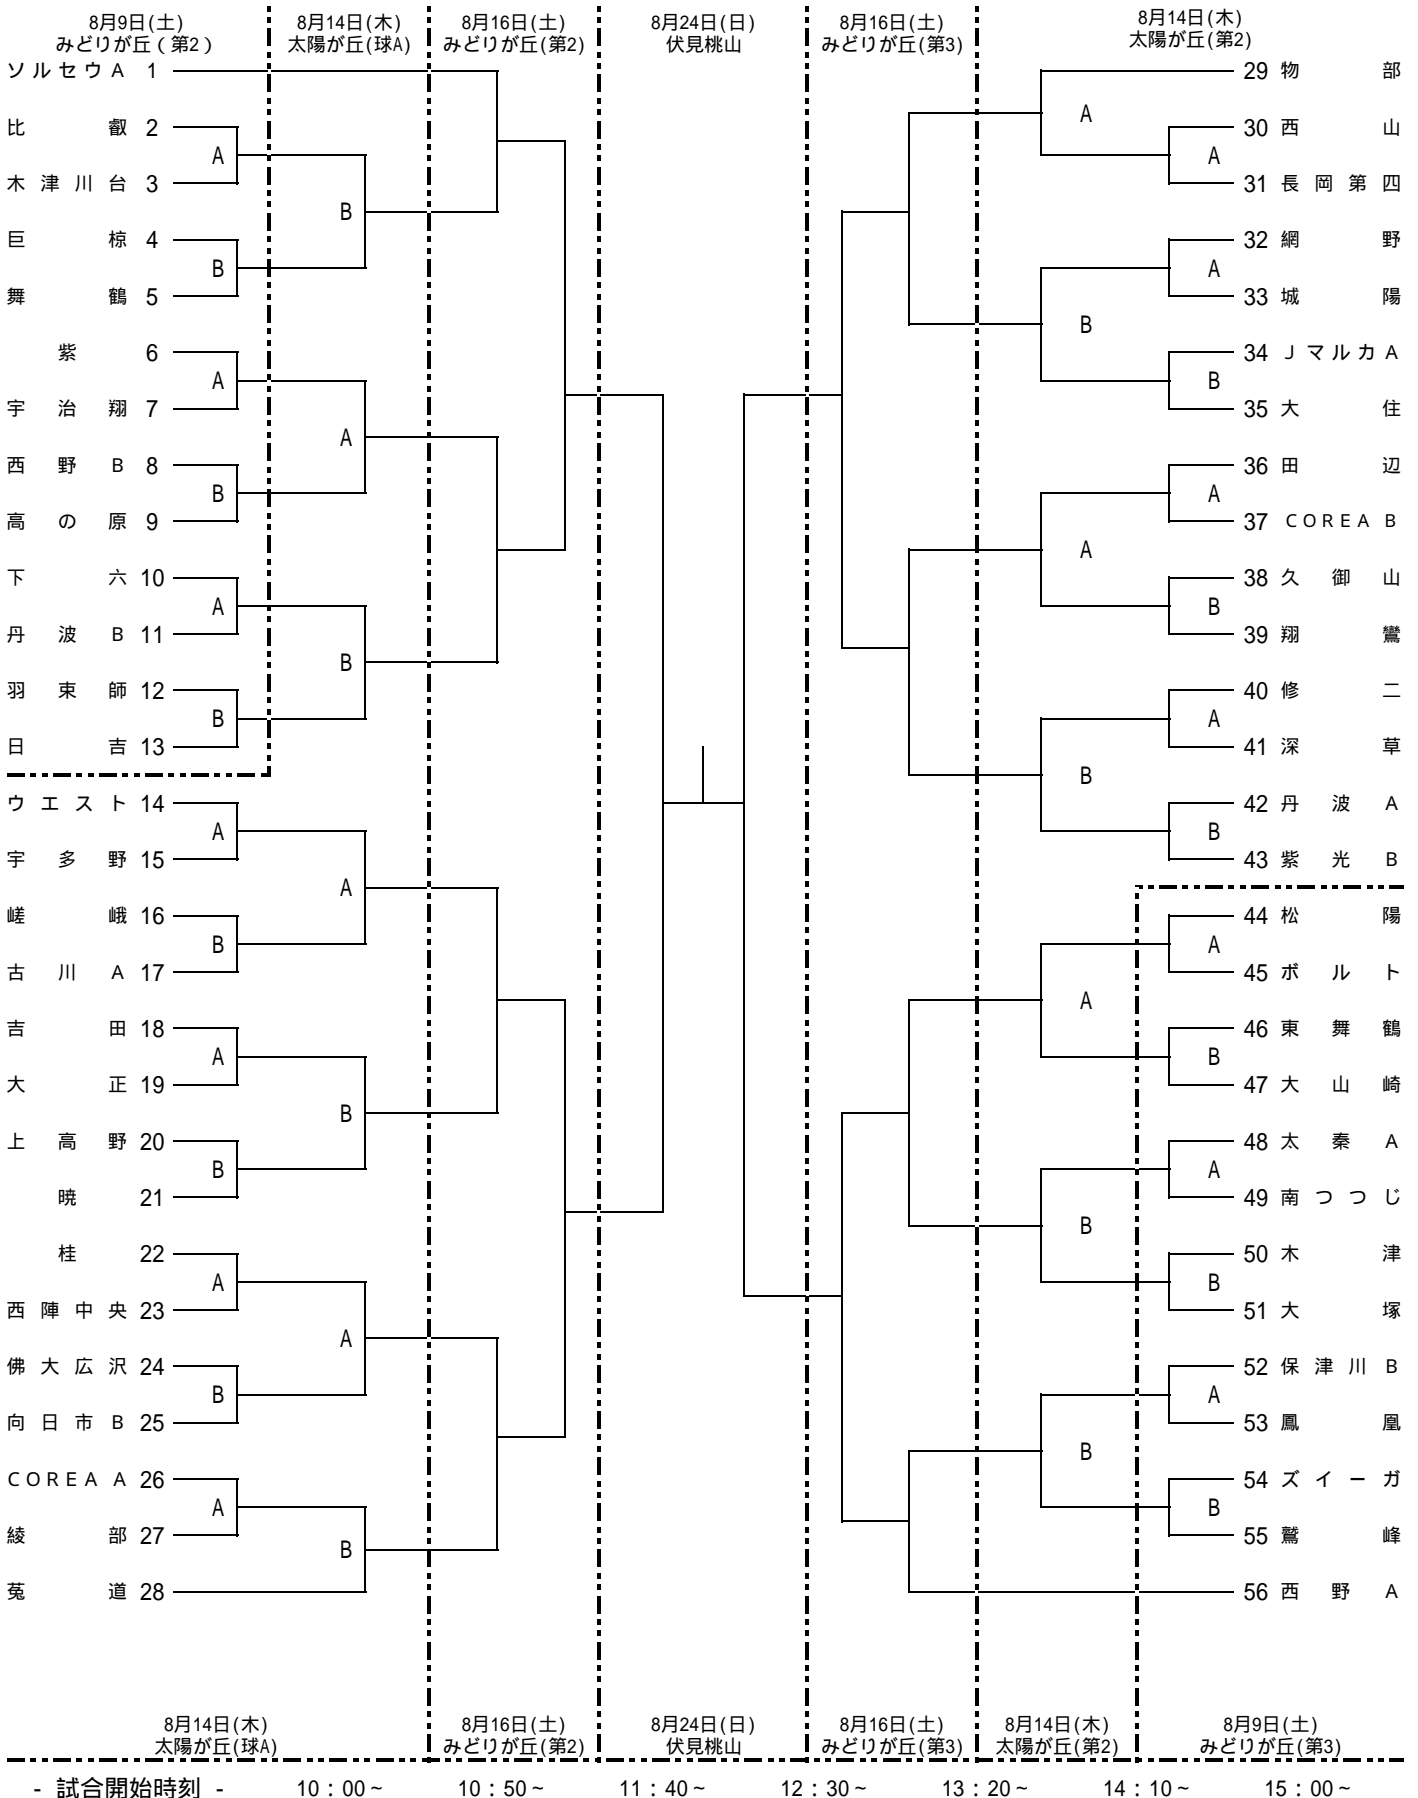 8月9日(土) 8月14日(木) 8月16日(土) 8月24日(日) 8月16日(土) 8月14日(木)
みどりが丘(第2) 太陽が丘(球A) みどりが丘(第2) 伏見桃山 みどりが丘(第3) 太陽が丘(第2)
ソルセウA 1
比叡 2
A
木津川台 3
B
巨椋 4
B
舞鶴 5
紫 6
A
宇治翔 7
A
西野B 8
B
高の原 9
下六 10
A
丹波B 11
B
羽束師 12
B
日吉 13
ウエスト 14
A
宇多野 15
A
嵯峨 16
B
古川A 17
吉田 18
A
大正 19
B
上高野 20
B
暁 21
桂 22
A
西陣中央 23
A
佛大広沢 24
B
向日市B 25
COREA A 26
A
綾部 27
B
菟道 28
29 物部
A
30 西山
A
31 長岡第四
32 網野
A
33 城陽
B
34 JマルカA
B
35 大住
36 田辺
A
37 COREA B
A
38 久御山
B
39 翔鸞
40 修二
A
41 深草
B
42 丹波A
B
43 紫光B
44 松陽
A
45 ボルト
A
46 東舞鶴
B
47 大山崎
48 太秦A
A
49 南つつじ
B
50 木津
B
51 大塚
52 保津川B
A
53 鳳凰
B
54 ズイーガ
B
55 鷲峰
56 西野A
8月14日(木) 8月16日(土) 8月24日(日) 8月16日(土) 8月14日(木) 8月9日(土)
太陽が丘(球A) みどりが丘(第2) 伏見桃山 みどりが丘(第3) 太陽が丘(第2) みどりが丘(第3)
- 試合開始時刻 - 10:00~ 10:50~ 11:40~ 12:30~ 13:20~ 14:10~ 15:00~